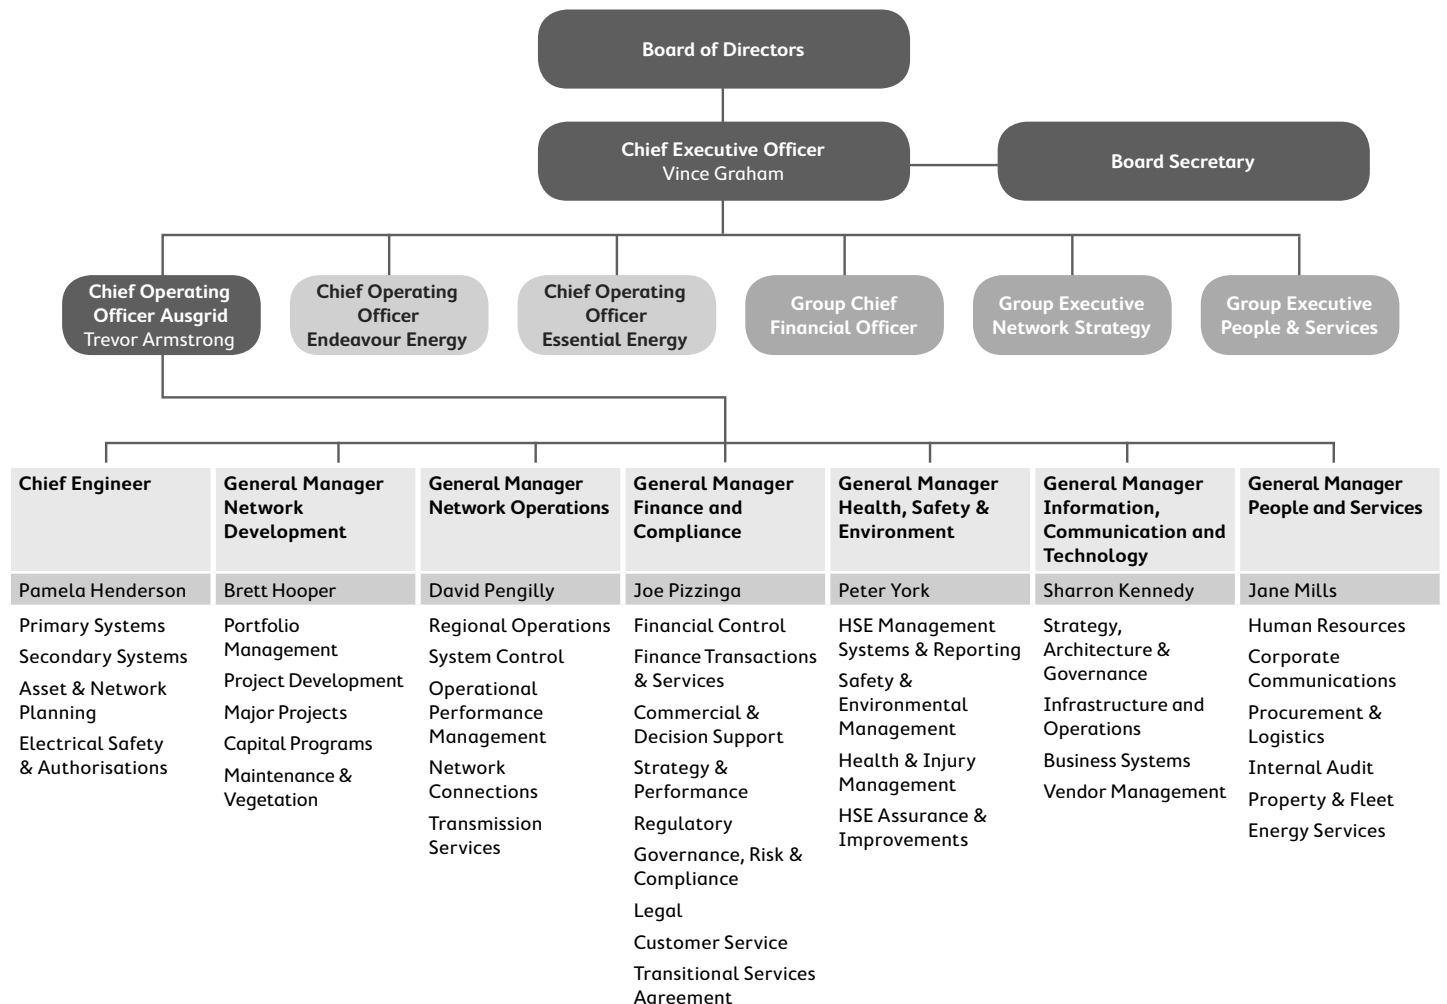 Board of Directors
Chief Executive Officer
Vince Graham
Board Secretary
Chief Operating
Officer Ausgrid
Trevor Armstrong
Chief Operating
Officer
Endeavour Energy
Chief Operating
Officer
Essential Energy
Group Chief
Financial Officer
Group Executive
Network Strategy
Group Executive
People & Services
Chief Engineer
Pamela Henderson
Primary Systems
Secondary Systems
Asset & Network
Planning
Electrical Safety
& Authorisations
General Manager
Network
Development
Brett Hooper
Portfolio
Management
Project Development
Major Projects
Capital Programs
Maintenance &
Vegetation
General Manager
Network Operations
David Pengilly
Regional Operations
System Control
Operational
Performance
Management
Network
Connections
Transmission
Services
General Manager
Finance and
Compliance
Joe Pizzinga
Financial Control
Finance Transactions
& Services
Commercial &
Decision Support
Strategy &
Performance
Regulatory
Governance, Risk &
Compliance
Legal
Customer Service
Transitional Services
Agreement
General Manager
Health, Safety &
Environment
Peter York
HSE Management
Systems & Reporting
Safety &
Environmental
Management
Health & Injury
Management
HSE Assurance &
Improvements
General Manager
Information,
Communication and
Technology
Sharron Kennedy
Strategy,
Architecture &
Governance
Infrastructure and
Operations
Business Systems
Vendor Management
General Manager
People and Services
Jane Mills
Human Resources
Corporate
Communications
Procurement &
Logistics
Internal Audit
Property & Fleet
Energy Services